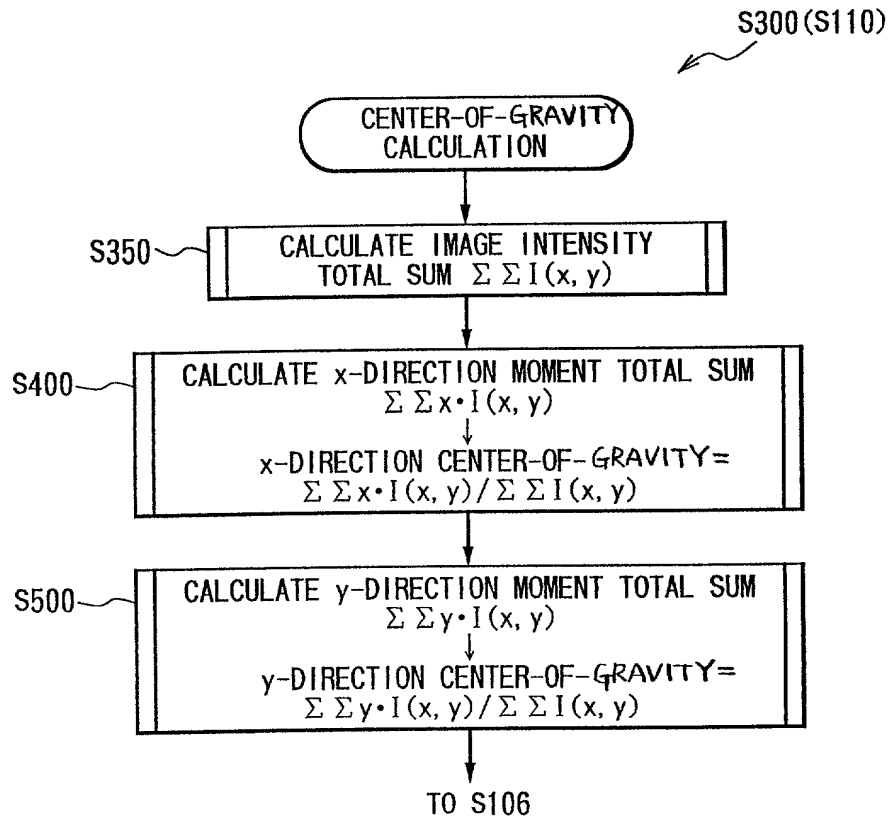 S300(S110)
CENTER-OF-GRAVITY
CALCULATION
S350
CALCULATE IMAGE INTENSITY
TOTAL SUM ΣΣI(x, y)
S400
CALCULATE x-DIRECTION MOMENT TOTAL SUM
ΣΣx•I(x, y)
↓
x-DIRECTION CENTER-OF-GRAVITY=
ΣΣx•I(x, y)/ΣΣI(x, y)
S500
CALCULATE y-DIRECTION MOMENT TOTAL SUM
ΣΣy•I(x, y)
↓
y-DIRECTION CENTER-OF-GRAVITY=
ΣΣy•I(x, y)/ΣΣI(x, y)
TO S106